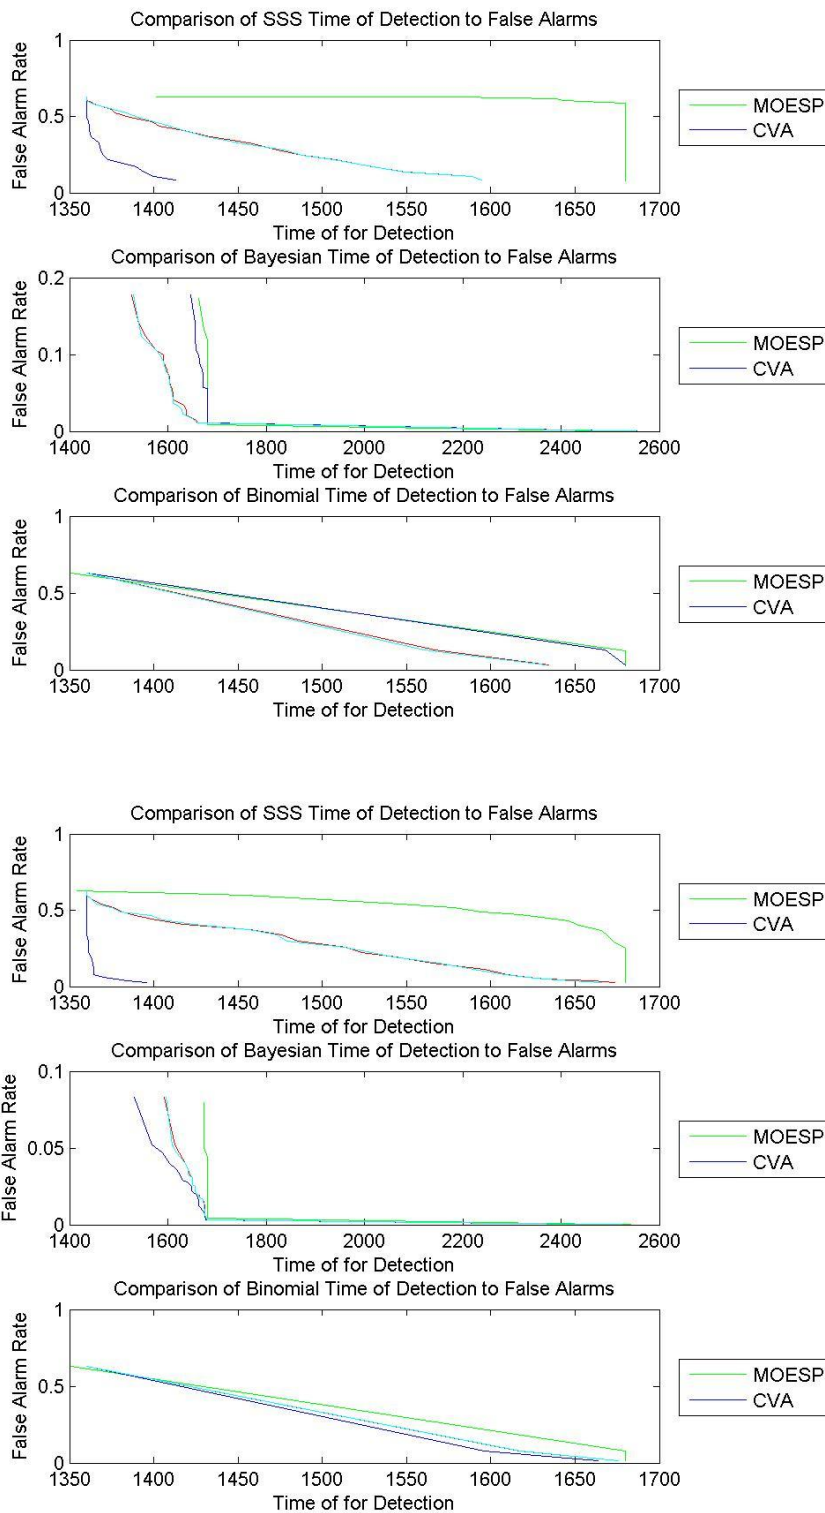 Comparison of SSS Time of Detection to False Alarms
1
0.5
0
False Alarm Rate
1350 1400 1450 1500 1550 1600 1650 1700
Time of for Detection
MOESP
CVA
Comparison of Bayesian Time of Detection to False Alarms
0.2
0.1
0
False Alarm Rate
1400 1600 1800 2000 2200 2400 2600
Time of for Detection
MOESP
CVA
Comparison of Binomial Time of Detection to False Alarms
1
0.5
0
False Alarm Rate
1350 1400 1450 1500 1550 1600 1650 1700
Time of for Detection
MOESP
CVA
Comparison of SSS Time of Detection to False Alarms
1
0.5
0
False Alarm Rate
1350 1400 1450 1500 1550 1600 1650 1700
Time of for Detection
MOESP
CVA
Comparison of Bayesian Time of Detection to False Alarms
0.1
0.05
0
False Alarm Rate
1400 1600 1800 2000 2200 2400 2600
Time of for Detection
MOESP
CVA
Comparison of Binomial Time of Detection to False Alarms
1
0.5
0
False Alarm Rate
1350 1400 1450 1500 1550 1600 1650 1700
Time of for Detection
MOESP
CVA